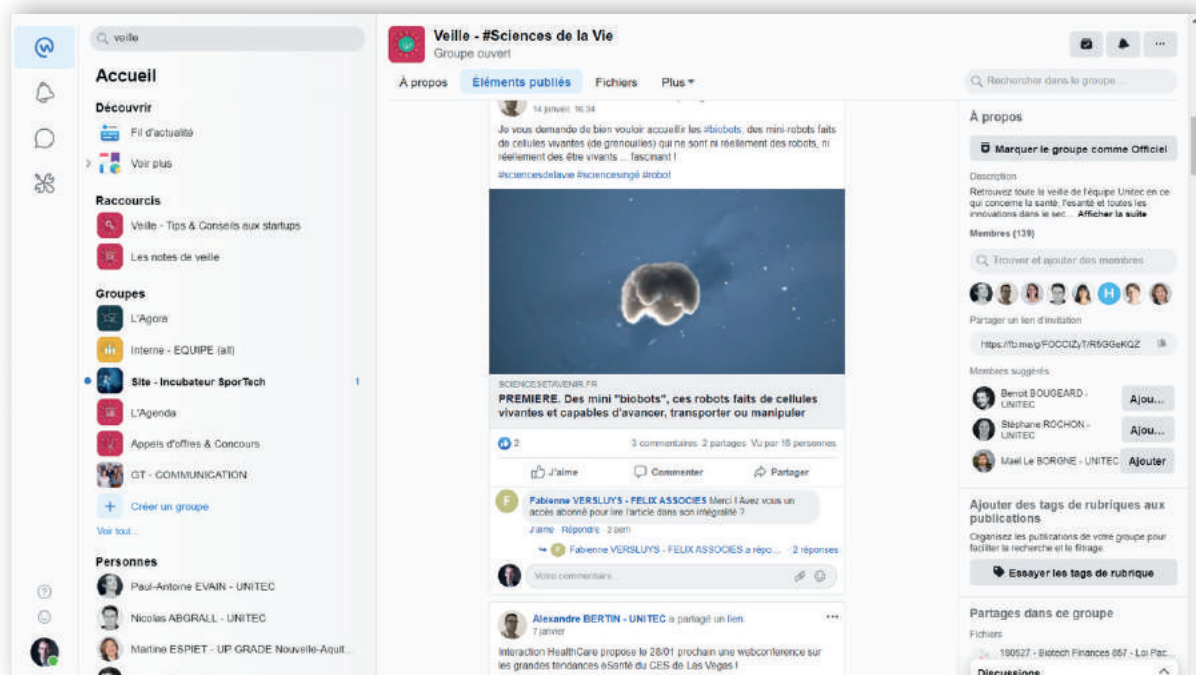 veille
Accueil
Découvrir
Fil d'actualité
Voir plus
Raccourcis
Veille - Tips & Conseils aux startups
Les notes de veille
Groupes
L'Agora
Interne - EQUIPE (all)
Site - Incubateur SporTech 1
L'Agenda
Appels d'offres & Concours
GT - COMMUNICATION
+ Créer un groupe
Voir tout...
Personnes
Paul-Antoine EVAIN - UNITEC
Nicolas ABGRALL - UNITEC
Martine ESPIET - UP GRADE Nouvelle-Aquit...
Veille - #Sciences de la Vie
Groupe ouvert
À propos Éléments publiés Fichiers Plus
Rechercher dans le groupe...
14 janvier, 16:34
Je vous demande de bien vouloir accueillir les #biobots, des mini-robots faits
de cellules vivantes (de grenouilles) qui ne sont ni réellement des robots, ni
réellement des être vivants ... fascinant !
#sciencesdelavie #sciencesingé #robot
SCIENCESETAVENIR.FR
PREMIERE. Des mini "biobots", ces robots faits de cellules
vivantes et capables d'avancer, transporter ou manipuler
2 3 commentaires 2 partages Vu par 16 personnes
J'aime Commenter Partager
F Fabienne VERSLUYS - FELIX ASSOCIES Merci ! Avez vous un
accès abonné pour lire l'article dans son intégralité ?
J'aime · Répondre · 2 sem
F Fabienne VERSLUYS - FELIX ASSOCIES a répo... · 2 réponses
Votre commentaire...
Alexandre BERTIN - UNITEC a partagé un lien.
7 janvier
Interaction HealthCare propose le 28/01 prochain une webconference sur
les grandes tendances eSanté du CES de Las Vegas !
À propos
Marquer le groupe comme Officiel
Description
Retrouvez toute la veille de l'équipe Unitec en ce
qui concerne la santé, l'esanté et toutes les
innovations dans le sec... Afficher la suite
Membres (139)
Trouver et ajouter des membres
H
Partager un lien d'invitation
Membres suggérés
Benoit BOUGEARD -
UNITEC
Ajou...
Stéphane ROCHON -
UNITEC
Ajou...
Mael Le BORGNE - UNITEC Ajouter
Ajouter des tags de rubriques aux
publications
Organisez les publications de votre groupe pour
faciliter la recherche et le filtrage.
Essayer les tags de rubrique
Partages dans ce groupe
Fichiers
190527 - Biotech Finances 867 - Loi Pac...
Discussions